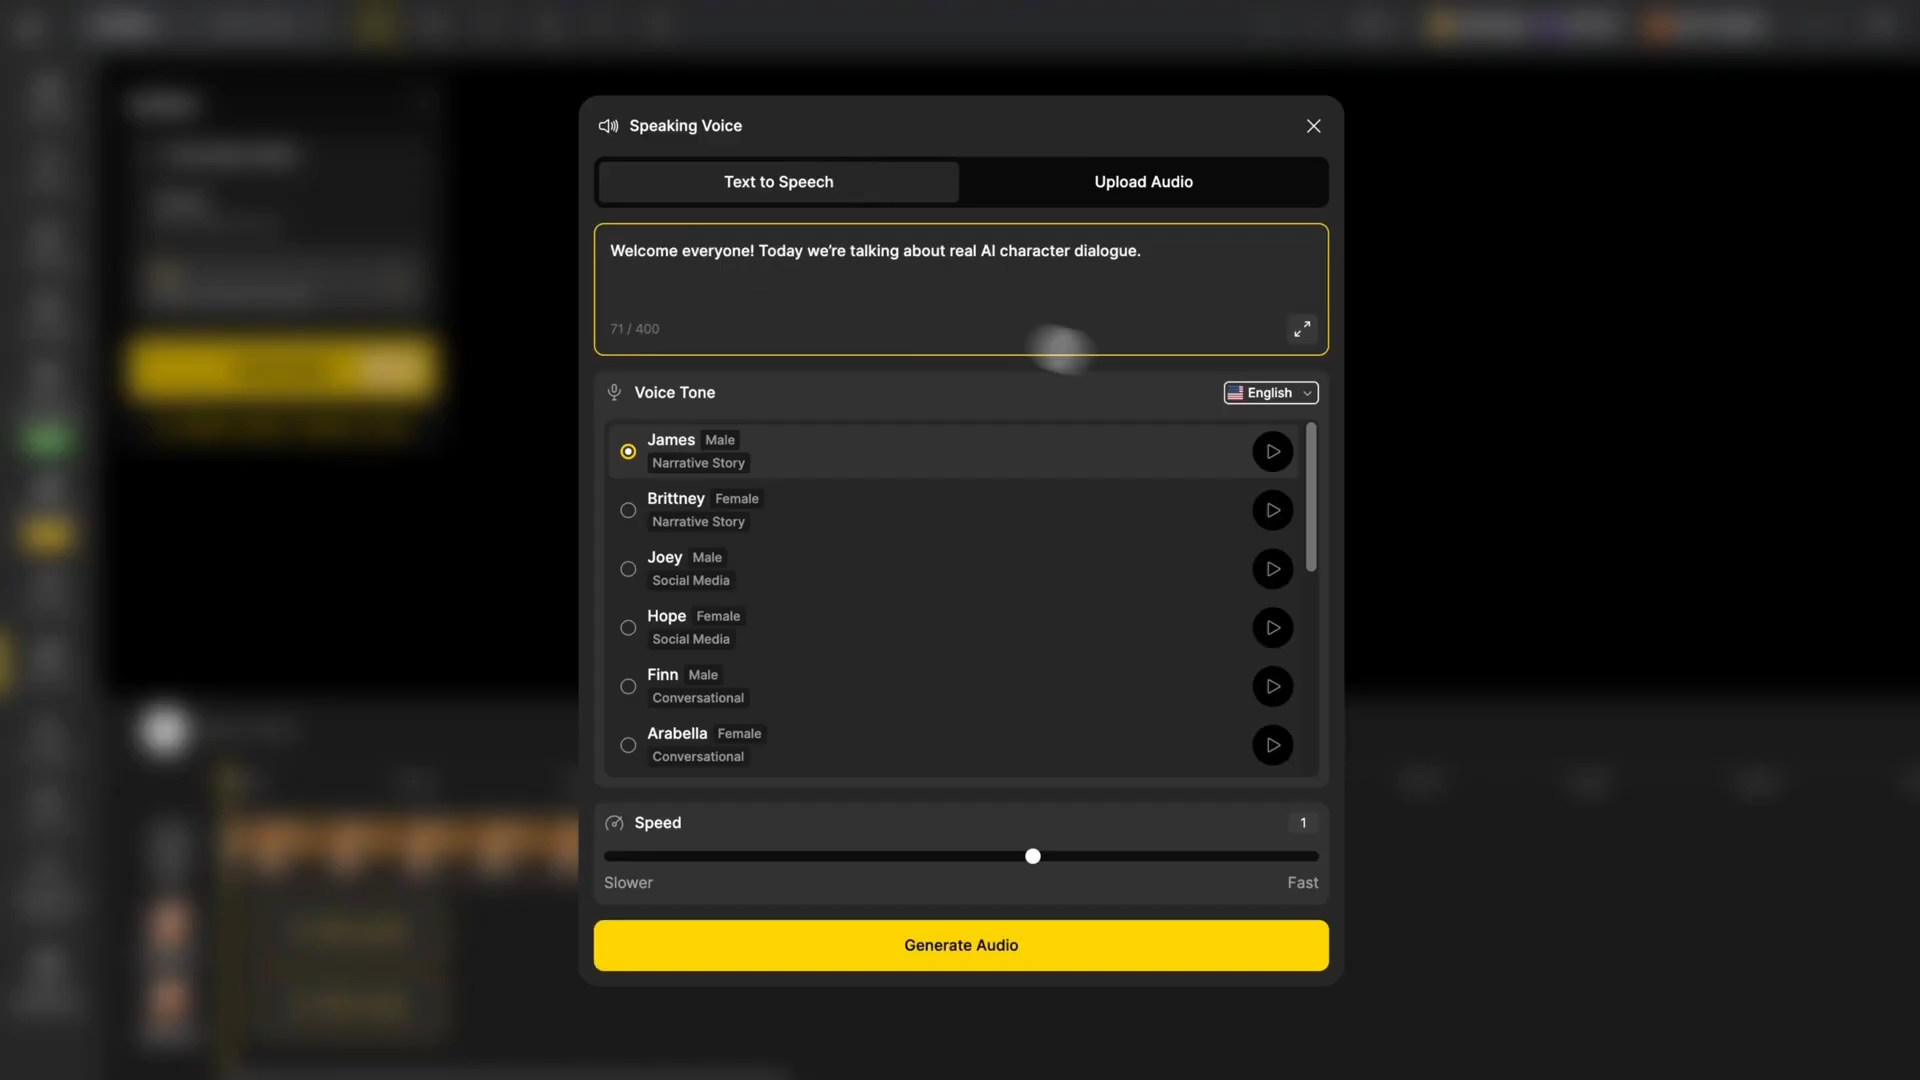 Speaking Voice
Text to Speech
Upload Audio
Welcome everyone! Today we’re talking about real AI character dialogue.
71 / 400
Voice Tone
English
James Male
Narrative Story
Brittney Female
Narrative Story
Joey Male
Social Media
Hope Female
Social Media
Finn Male
Conversational
Arabella Female
Conversational
Speed
1
Slower
Fast
Generate Audio